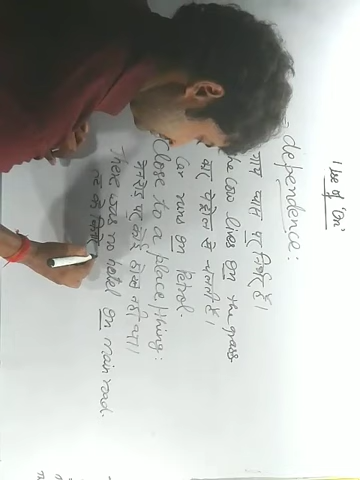 Use of 'On'
dependence:
गाय घास पर निर्भर है।
The Cow lives on the grass
कार पेट्रोल से चलती है।
Car runs on Petrol.
Close to a place/thing:
मेनरोड पर कोई होटल नहीं था।
There was no hotel on main road.